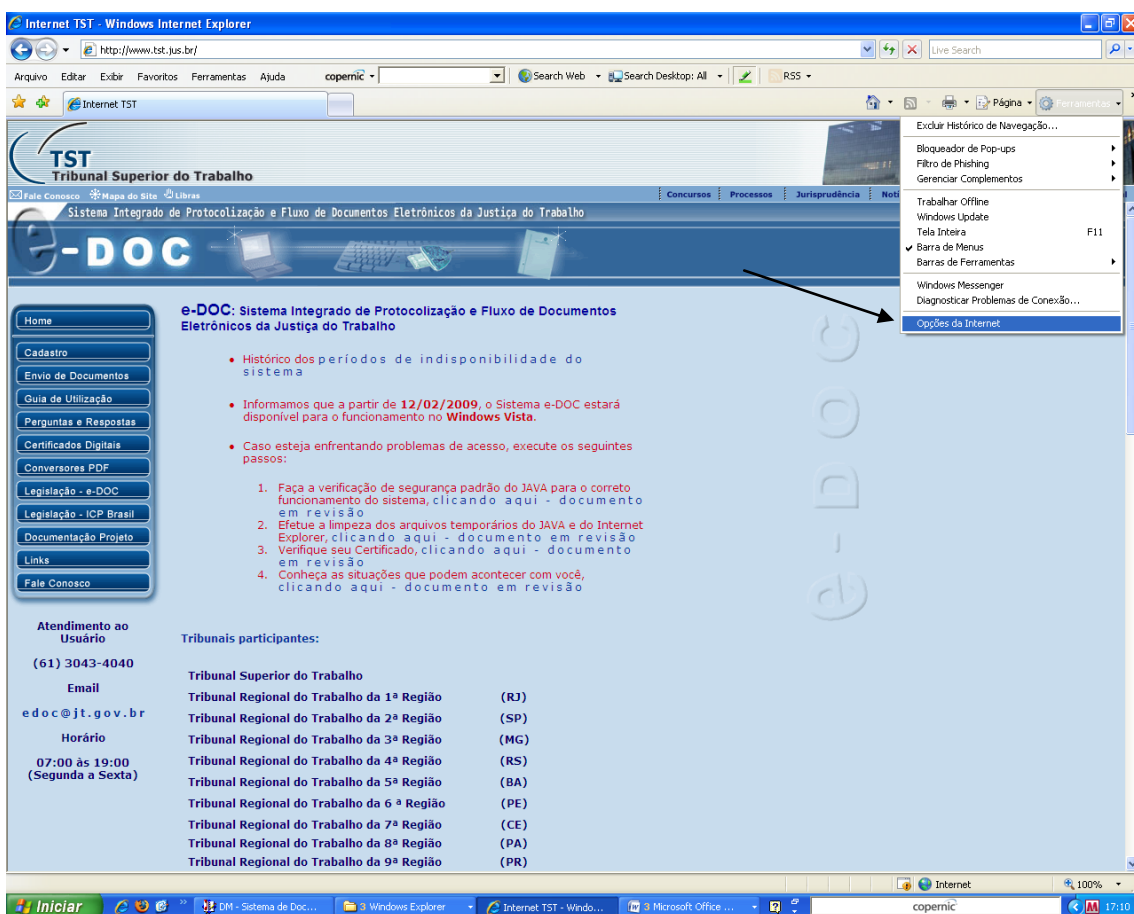 Internet TST - Windows Internet Explorer
http://www.tst.jus.br/
Live Search
Arquivo Editar Exibir Favoritos Ferramentas Ajuda copernic Search Web Search Desktop: All RSS
Internet TST
Página Ferramentas
Excluir Histórico de Navegação...
Bloqueador de Pop-ups
Filtro de Phishing
Gerenciar Complementos
Trabalhar Offline
Windows Update
Tela Inteira F11
Barra de Menus
Barras de Ferramentas
Windows Messenger
Diagnosticar Problemas de Conexão...
Opções da Internet
TST
Tribunal Superior do Trabalho
Fale Conosco Mapa do Site Libras
Concursos Processos Jurisprudência Notí
Sistema Integrado de Protocolização e Fluxo de Documentos Eletrônicos da Justiça do Trabalho
e-DOC
Home
Cadastro
Envio de Documentos
Guia de Utilização
Perguntas e Respostas
Certificados Digitais
Conversores PDF
Legislação - e-DOC
Legislação - ICP Brasil
Documentação Projeto
Links
Fale Conosco
Atendimento ao
Usuário
(61) 3043-4040
Email
edoc@jt.gov.br
Horário
07:00 às 19:00
(Segunda a Sexta)
e-DOC: Sistema Integrado de Protocolização e Fluxo de Documentos
Eletrônicos da Justiça do Trabalho
• Histórico dos períodos de indisponibilidade do
sistema
• Informamos que a partir de 12/02/2009, o Sistema e-DOC estará
disponível para o funcionamento no Windows Vista.
• Caso esteja enfrentando problemas de acesso, execute os seguintes
passos:
1. Faça a verificação de segurança padrão do JAVA para o correto
funcionamento do sistema, clicando aqui - documento
em revisão
2. Efetue a limpeza dos arquivos temporários do JAVA e do Internet
Explorer, clicando aqui - documento em revisão
3. Verifique seu Certificado, clicando aqui - documento
em revisão
4. Conheça as situações que podem acontecer com você,
clicando aqui - documento em revisão
e-DOC
Tribunais participantes:
Tribunal Superior do Trabalho
Tribunal Regional do Trabalho da 1ª Região (RJ)
Tribunal Regional do Trabalho da 2ª Região (SP)
Tribunal Regional do Trabalho da 3ª Região (MG)
Tribunal Regional do Trabalho da 4ª Região (RS)
Tribunal Regional do Trabalho da 5ª Região (BA)
Tribunal Regional do Trabalho da 6 ª Região (PE)
Tribunal Regional do Trabalho da 7ª Região (CE)
Tribunal Regional do Trabalho da 8ª Região (PA)
Tribunal Regional do Trabalho da 9ª Região (PR)
Internet 100%
Iniciar DM - Sistema de Doc... 3 Windows Explorer Internet TST - Windo... 3 Microsoft Office ... copernic 17:10